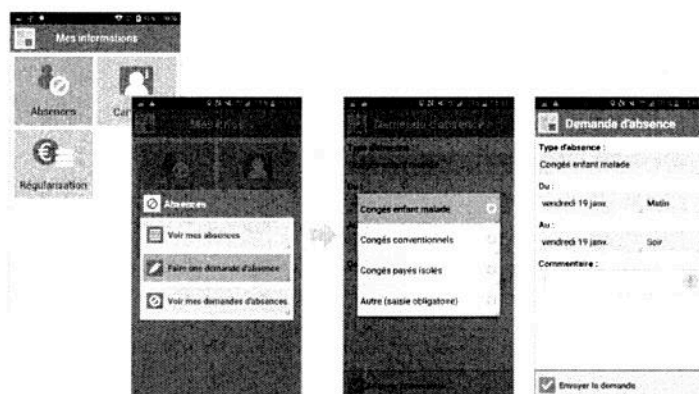 Mes informations
Absences
Régularisation
Absences
Voir mes absences
Faire une demande d'absence
Voir mes demandes d'absences
Demande d'absence
Congés enfant malade
Congés conventionnels
Congés payés isolés
Autre (saisie obligatoire)
Demande d'absence
Type d'absence :
Congés enfant malade
Du :
vendredi 19 janv. Matin
Au :
vendredi 19 janv. Soir
Commentaire :
Envoyer la demande